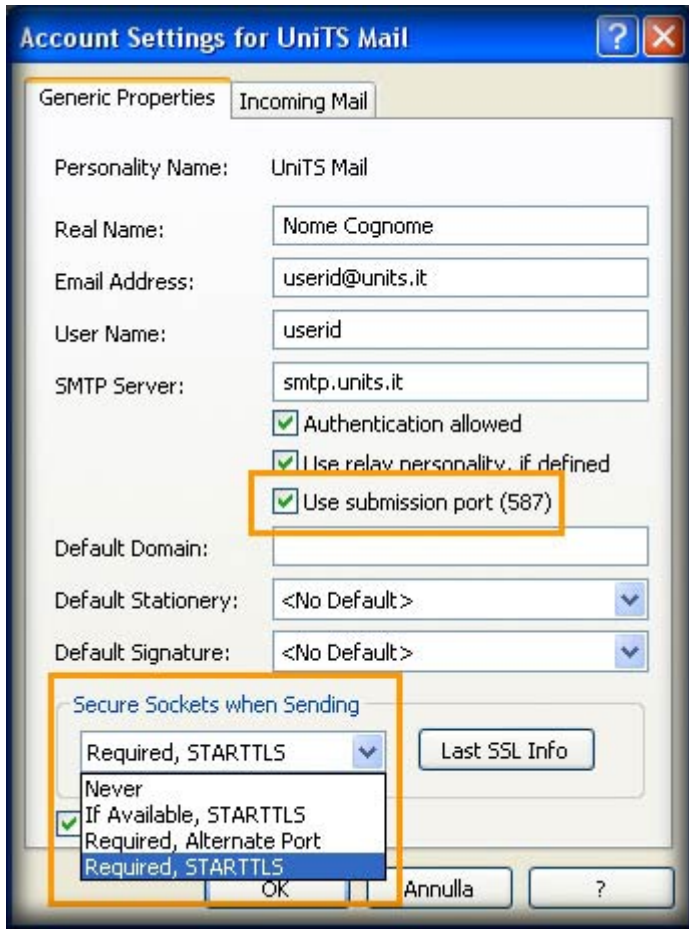 Account Settings for UniTS Mail
Generic Properties
Incoming Mail
Personality Name: UniTS Mail
Real Name: Nome Cognome
Email Address: userid@units.it
User Name: userid
SMTP Server: smtp.units.it
Authentication allowed
Use relay personality, if defined
Use submission port (587)
Default Domain:
Default Stationery: <No Default>
Default Signature: <No Default>
Secure Sockets when Sending
Required, STARTTLS
Last SSL Info
Never
If Available, STARTTLS
Required, Alternate Port
Required, STARTTLS
OK
Annulla
?